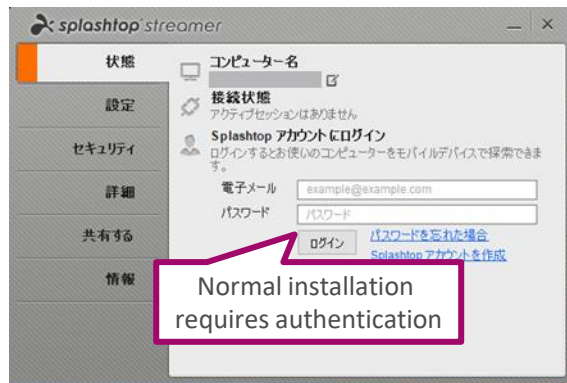 splashtop streamer
状態
設定
セキュリティ
詳細
共有する
情報
コンピューター名
接続状態
アクティブセッションはありません
Splashtop アカウントにログイン
ログインするとお使いのコンピューターをモバイルデバイスで探索できま
す。
電子メール
example@example.com
パスワード
パスワード
ログイン
パスワードを忘れた場合
Splashtop アカウントを作成
Normal installation
requires authentication